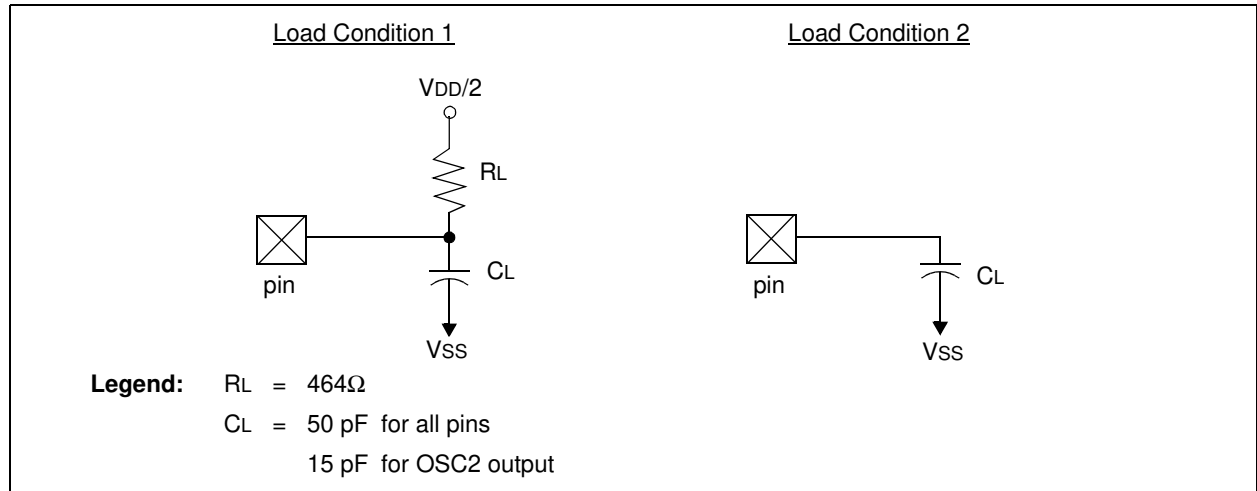 Load Condition 1
VDD/2
RL
pin
CL
VSS
Load Condition 2
pin
CL
VSS
Legend: RL = 464Ω
CL = 50 pF for all pins
15 pF for OSC2 output